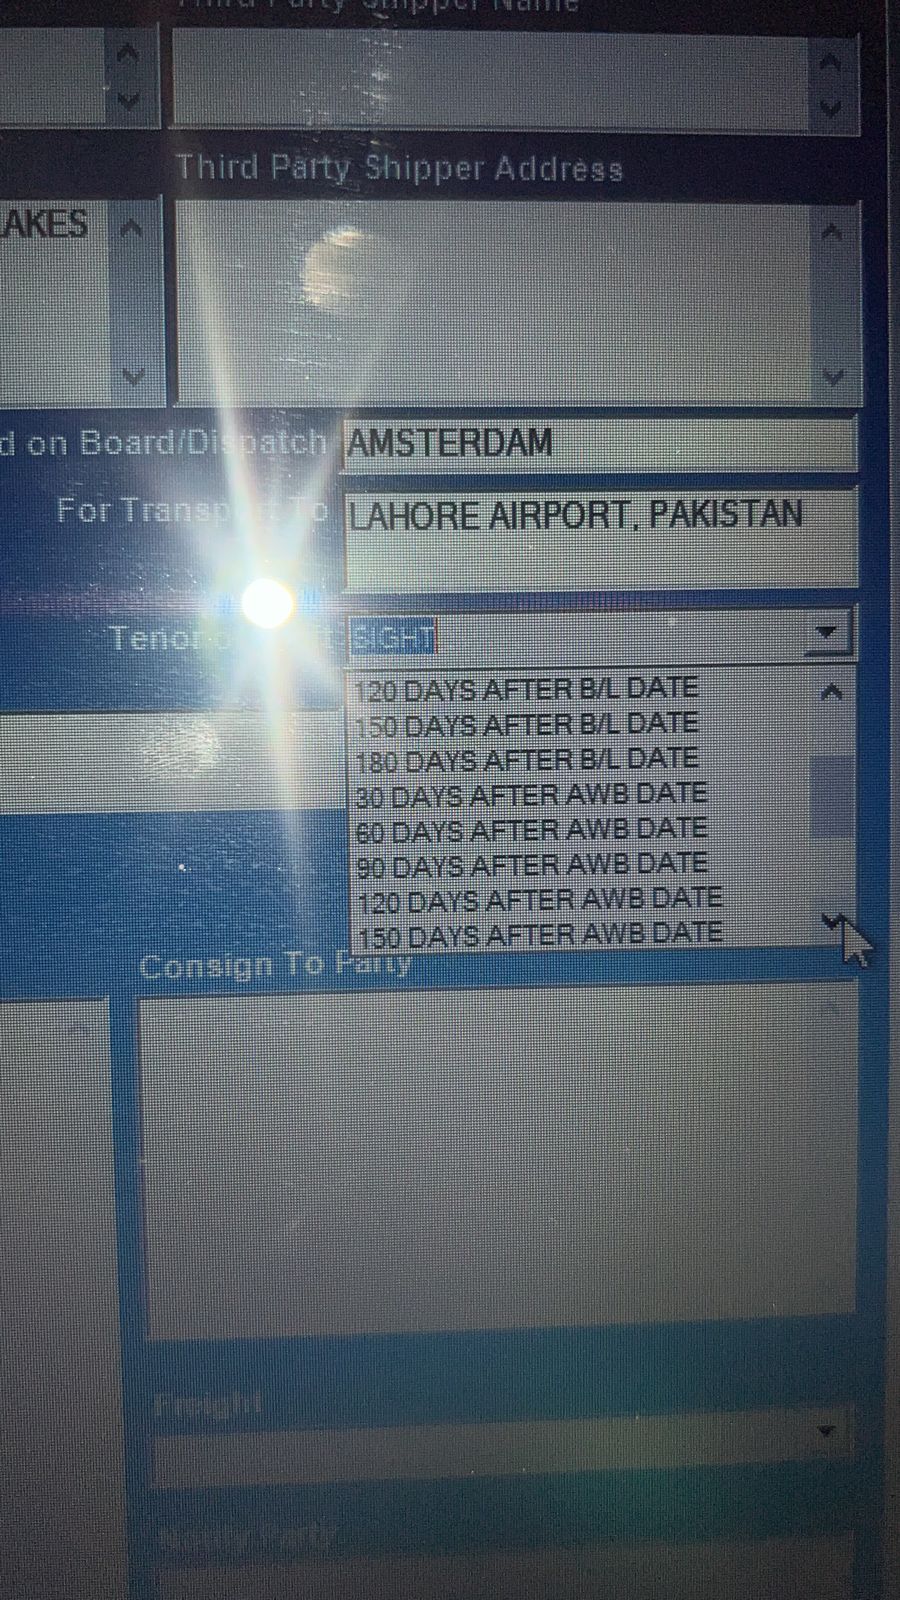 Third Party Shipper Name
Third Party Shipper Address
AKES
d on Board/Dispatch AMSTERDAM
For Transport To LAHORE AIRPORT, PAKISTAN
Tenor SIGHT
120 DAYS AFTER B/L DATE
150 DAYS AFTER B/L DATE
180 DAYS AFTER B/L DATE
30 DAYS AFTER AWB DATE
60 DAYS AFTER AWB DATE
90 DAYS AFTER AWB DATE
120 DAYS AFTER AWB DATE
150 DAYS AFTER AWB DATE
Consign To Party
Freight
Notify Party